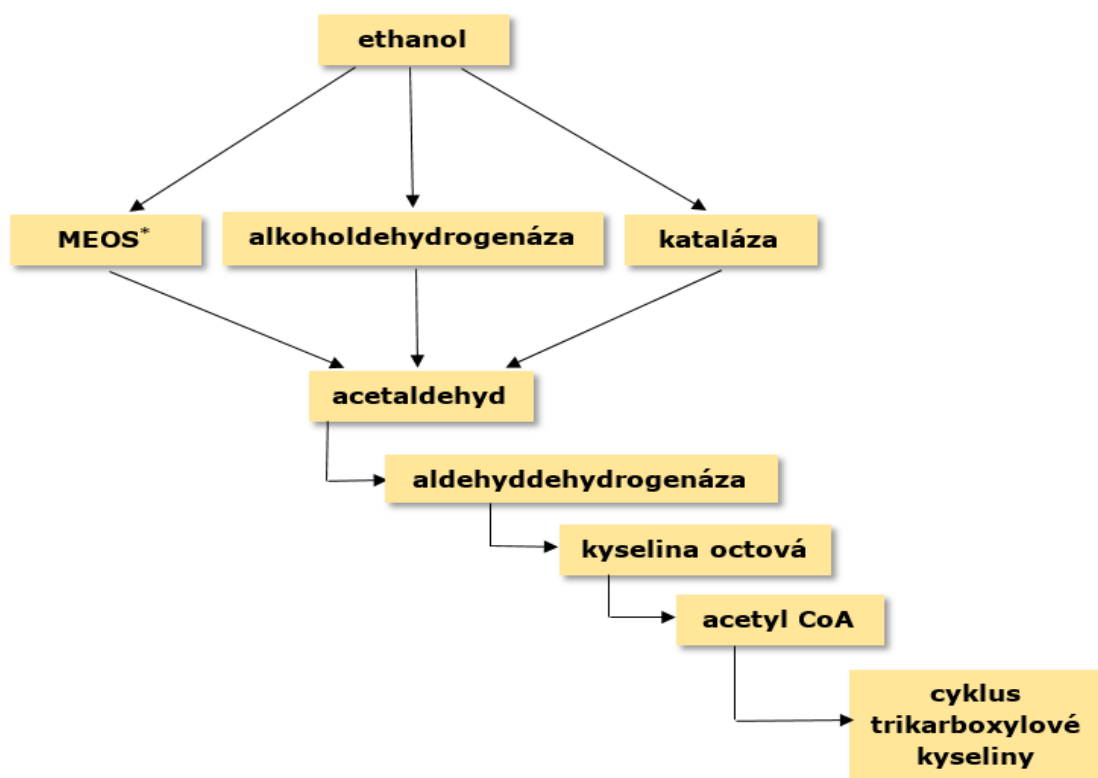 ethanol
MEOS*
alkoholdehydrogenáza
kataláza
acetaldehyd
aldehyddehydrogenáza
kyselina octová
acetyl CoA
cyklus
trikarboxylové
kyseliny